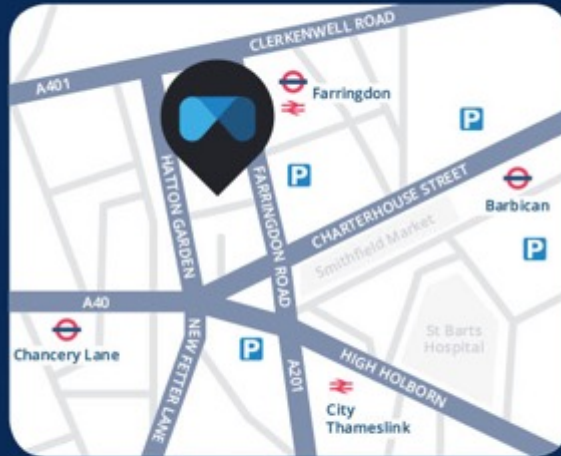 CLERKENWELL ROAD
A401
Farringdon
P
HATTON GARDEN
P
FARRINGDON ROAD
CHARTERHOUSE STREET
Barbican
Smithfield Market
P
A40
Chancery Lane
NEW FETTER LANE
P
A201
HIGH HOLBORN
St Barts
Hospital
City
Thameslink